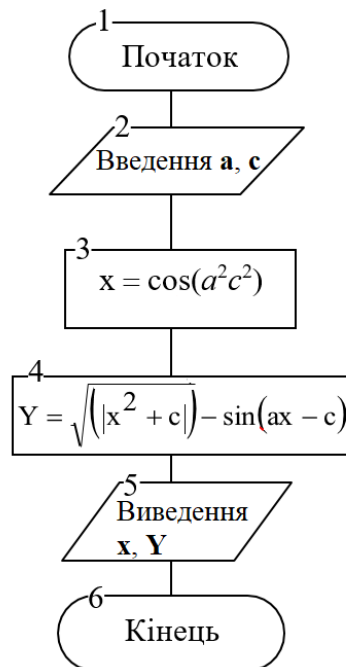 1
Початок
2
Введення a, c
3
x = cos(a²c²)
4
Y = √(|x² + c|) − sin(ax − c)
5
Виведення
x, Y
6
Кінець